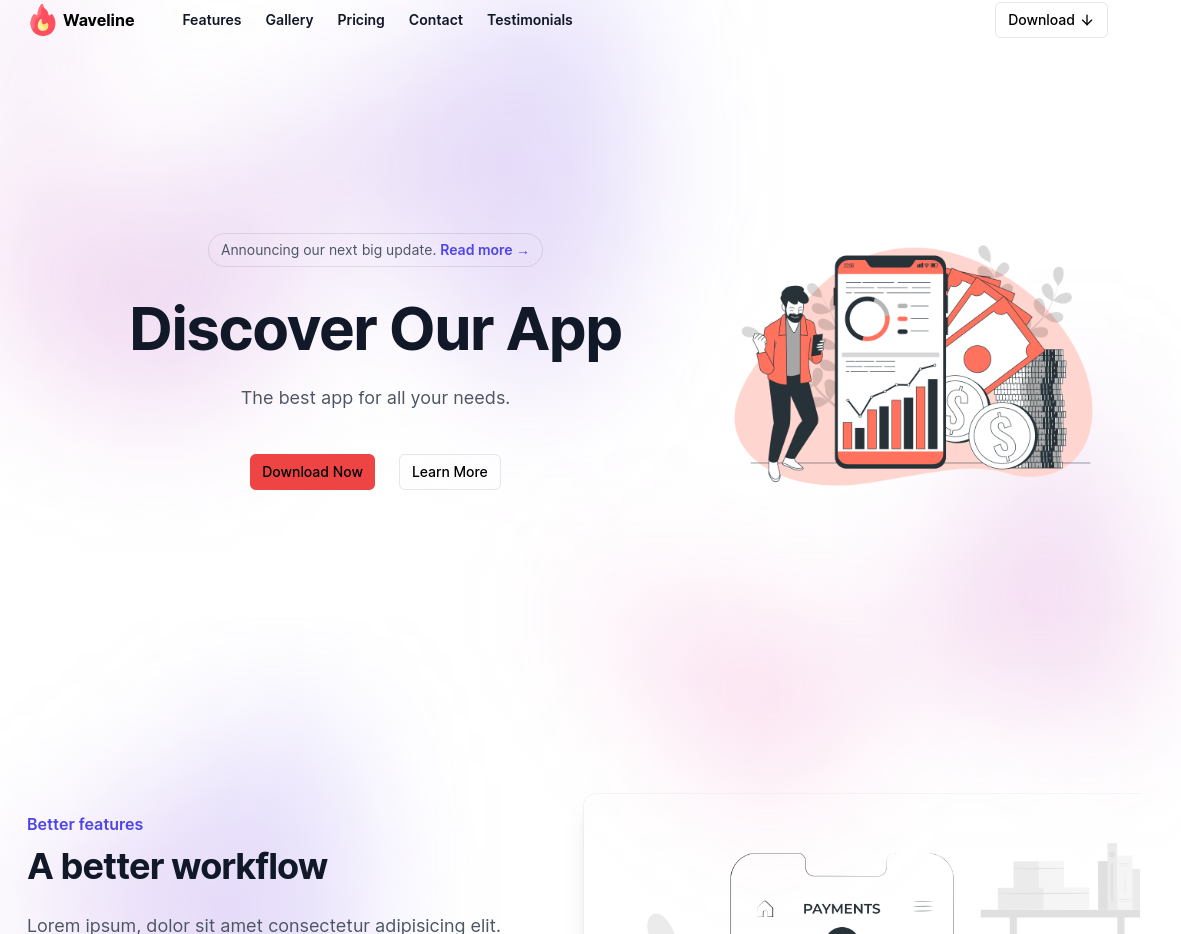 Waveline
Features
Gallery
Pricing
Contact
Testimonials
Download ↓
Announcing our next big update. Read more →
Discover Our App
The best app for all your needs.
Download Now
Learn More
Better features
A better workflow
Lorem ipsum, dolor sit amet consectetur adipisicing elit.
PAYMENTS